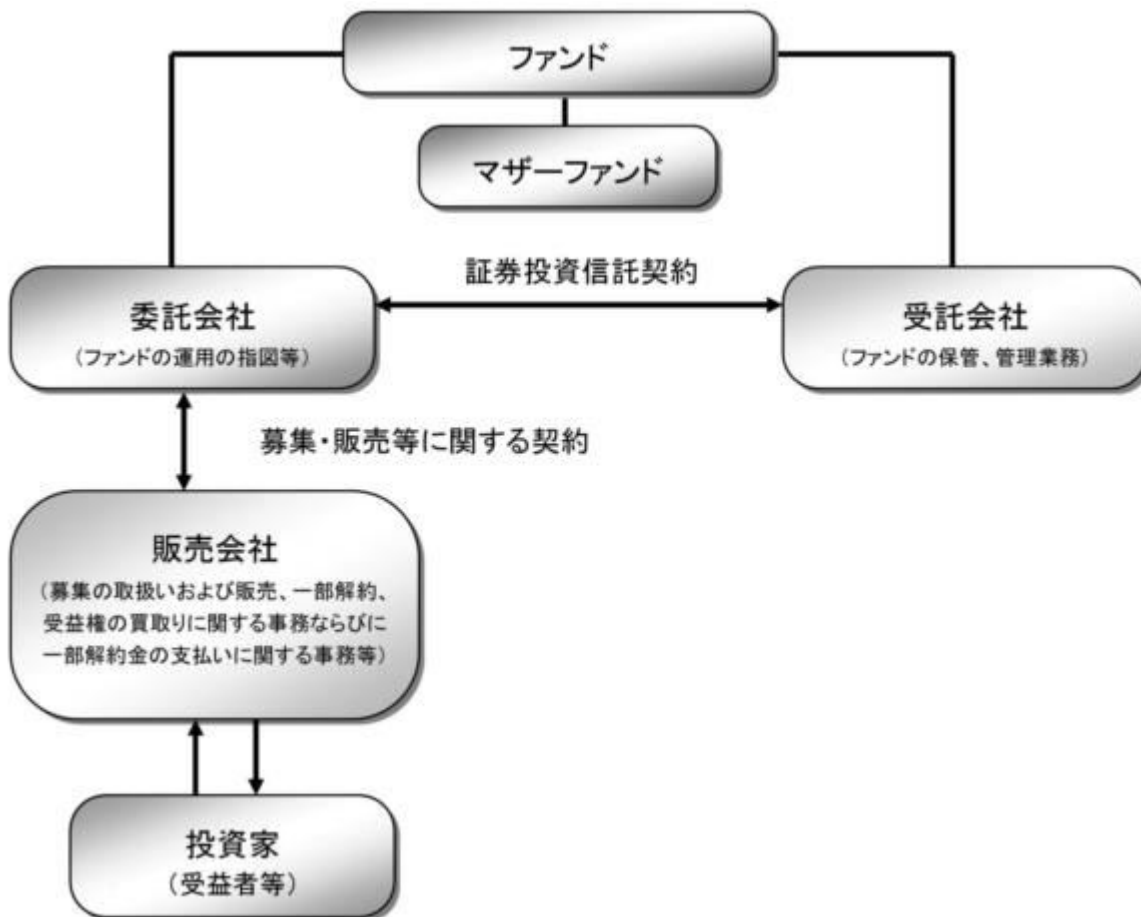 ファンド
マザーファンド
証券投資信託契約
委託会社
（ファンドの運用の指図等）
受託会社
（ファンドの保管、管理業務）
募集・販売等に関する契約
販売会社
（募集の取扱いおよび販売、一部解約、
受益権の買取りに関する事務ならびに
一部解約金の支払いに関する事務等）
投資家
（受益者等）